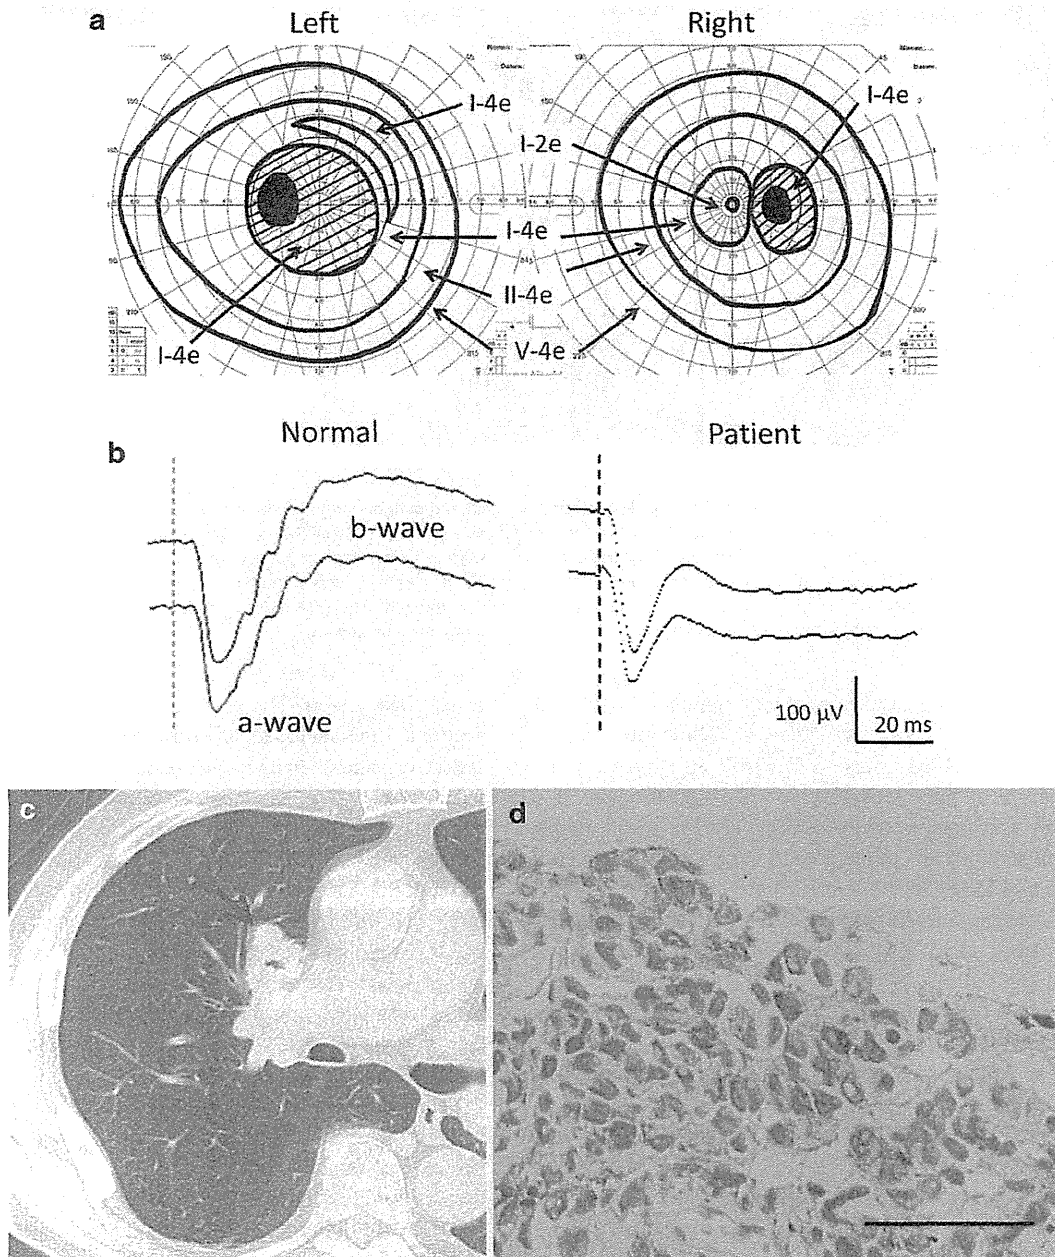 a
Left
Right
I-4e
I-4e
I-2e
I-4e
II-4e
V-4e
I-4e
b
Normal
Patient
b-wave
a-wave
100 µV
20 ms
c
d